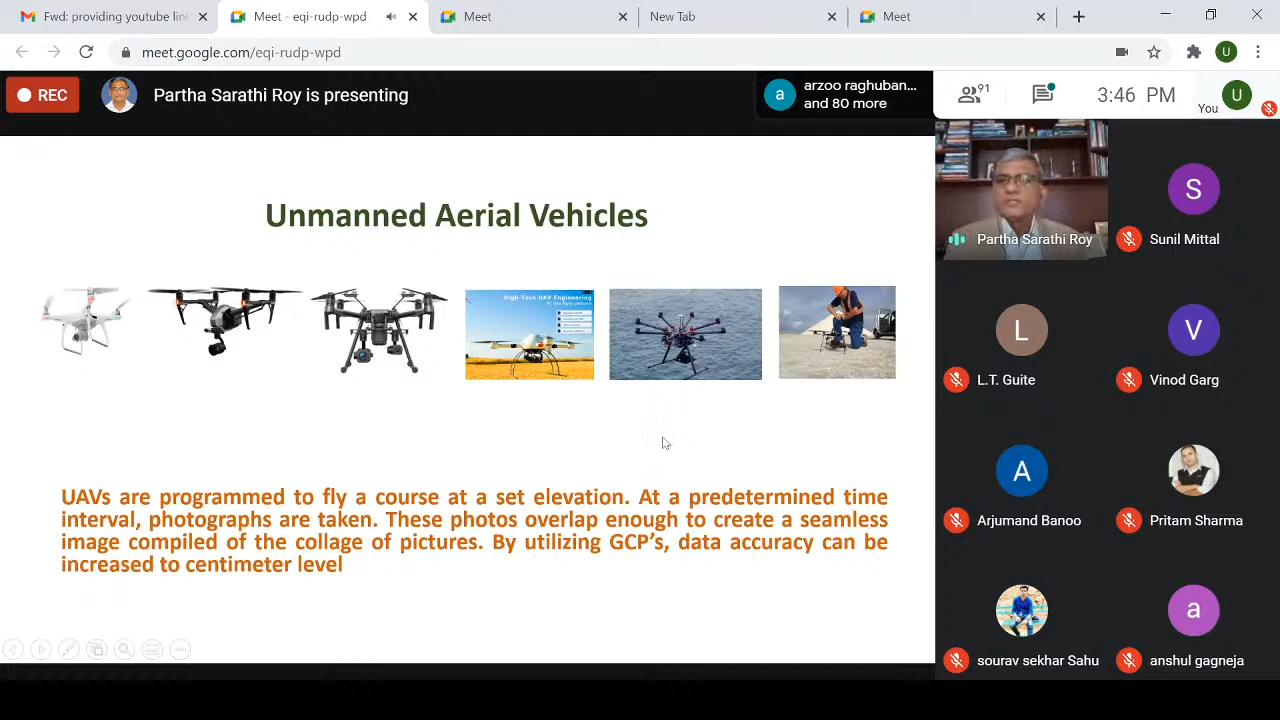 Fwd: providing youtube lin
Meet - eqi-rudp-wpd
Meet
New Tab
Meet
meet.google.com/eqi-rudp-wpd
U
REC
Partha Sarathi Roy is presenting
a
arzoo raghuban...
and 80 more
91
3:46 PM
You
U
Unmanned Aerial Vehicles
High-Tech UAV Engineering
UAVs are programmed to fly a course at a set elevation. At a predetermined time
interval, photographs are taken. These photos overlap enough to create a seamless
image compiled of the collage of pictures. By utilizing GCP's, data accuracy can be
increased to centimeter level
Partha Sarathi Roy
S
Sunil Mittal
L
L.T. Guite
V
Vinod Garg
A
Arjumand Banoo
Pritam Sharma
sourav sekhar Sahu
a
anshul gagneja